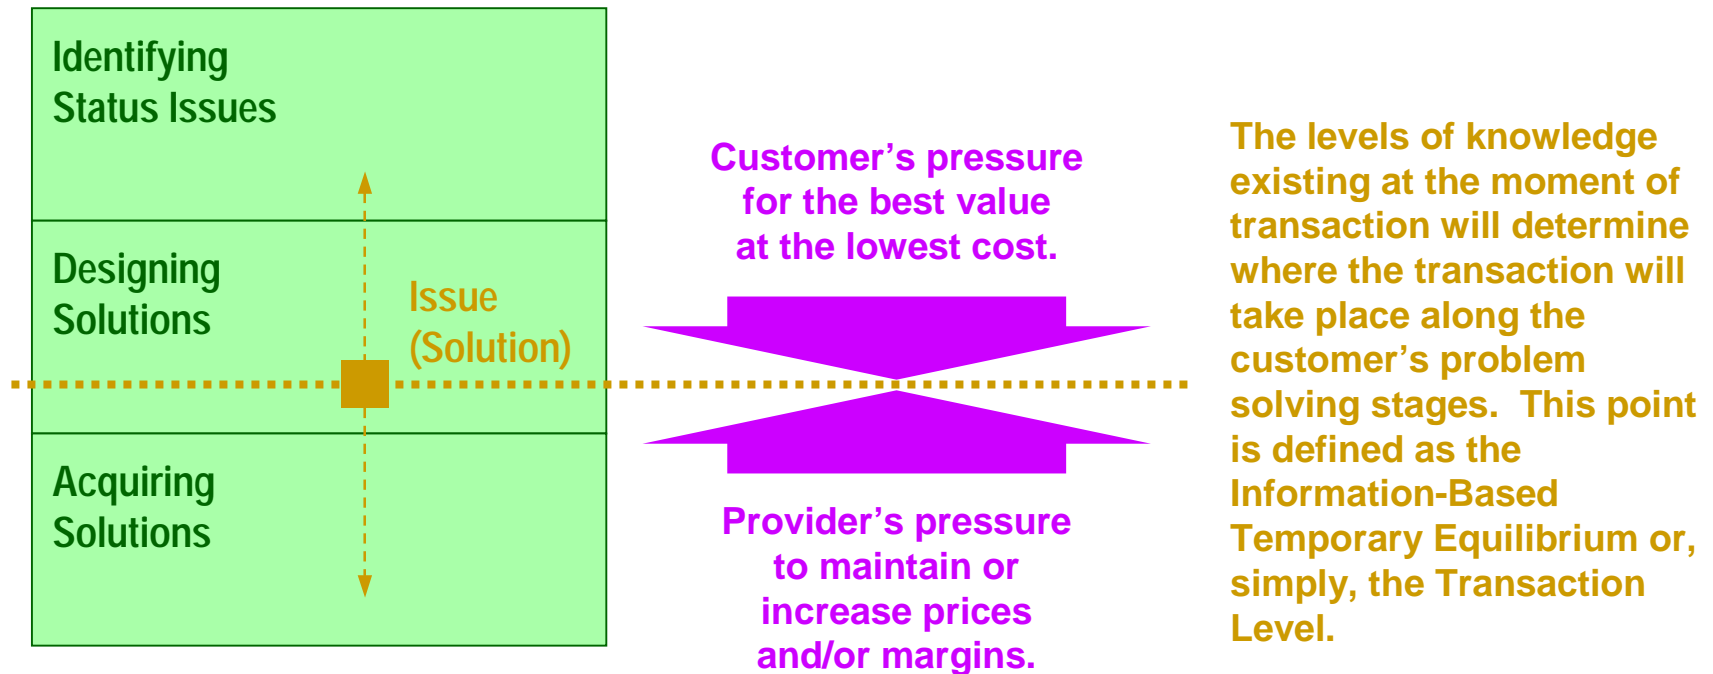 Identifying
Status Issues
Designing
Solutions
Issue
(Solution)
Acquiring
Solutions
Customer’s pressure
for the best value
at the lowest cost.
Provider’s pressure
to maintain or
increase prices
and/or margins.
The levels of knowledge
existing at the moment of
transaction will determine
where the transaction will
take place along the
customer’s problem
solving stages.  This point
is defined as the
Information-Based
Temporary Equilibrium or,
simply, the Transaction
Level.